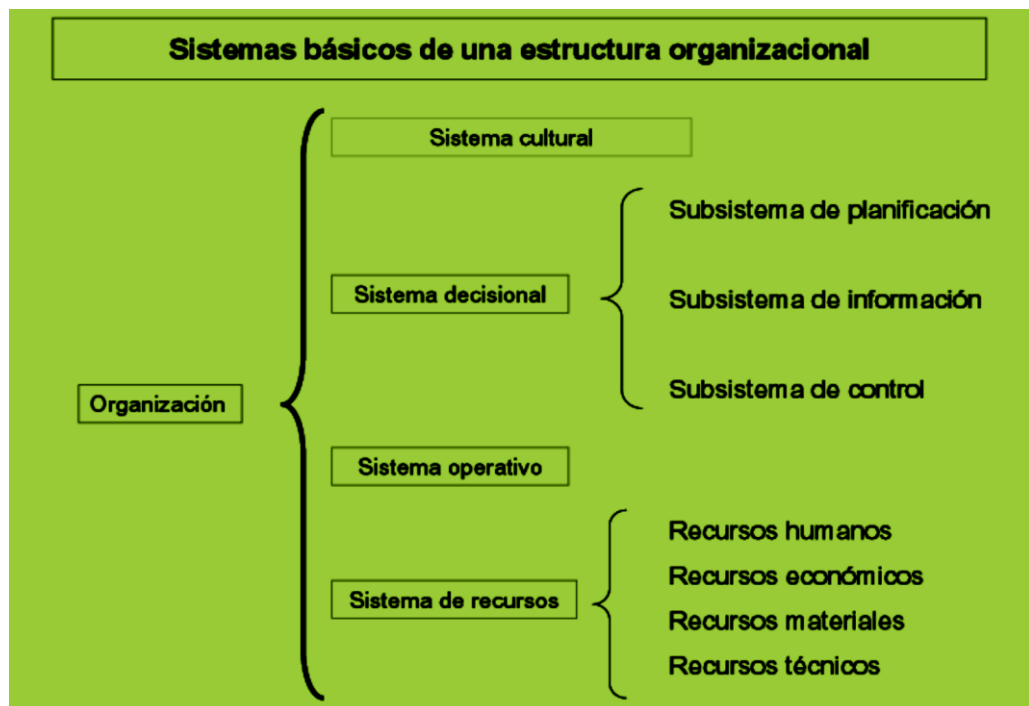 Sistemas básicos de una estructura organizacional
Organización
Sistema cultural
Sistema decisional
Subsistema de planificación
Subsistema de información
Subsistema de control
Sistema operativo
Sistema de recursos
Recursos humanos
Recursos económicos
Recursos materiales
Recursos técnicos